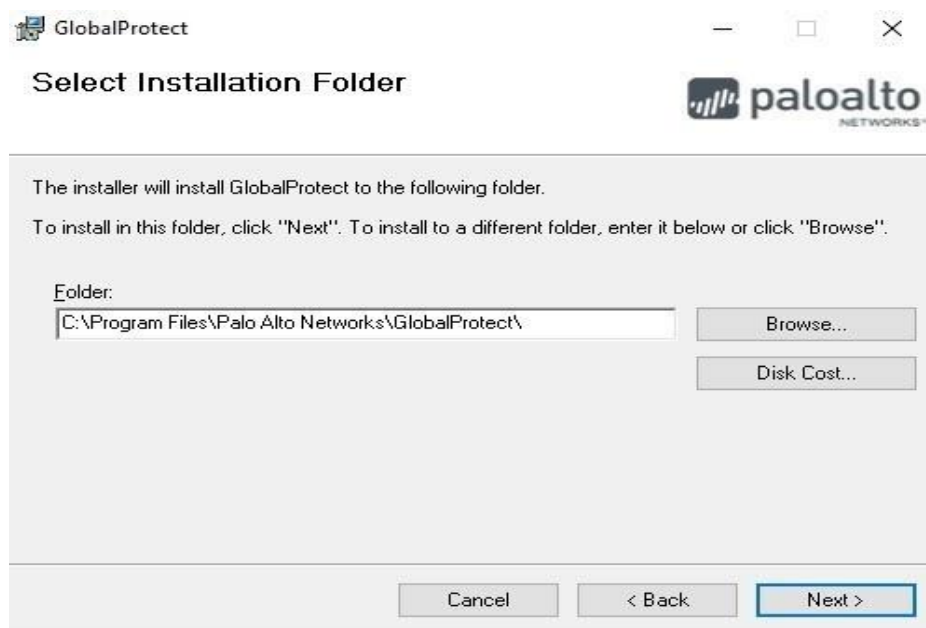 GlobalProtect
Select Installation Folder
paloalto
NETWORKS
The installer will install GlobalProtect to the following folder.
To install in this folder, click "Next". To install to a different folder, enter it below or click "Browse".
Folder:
C:\Program Files\Palo Alto Networks\GlobalProtect\
Browse...
Disk Cost...
Cancel
< Back
Next >